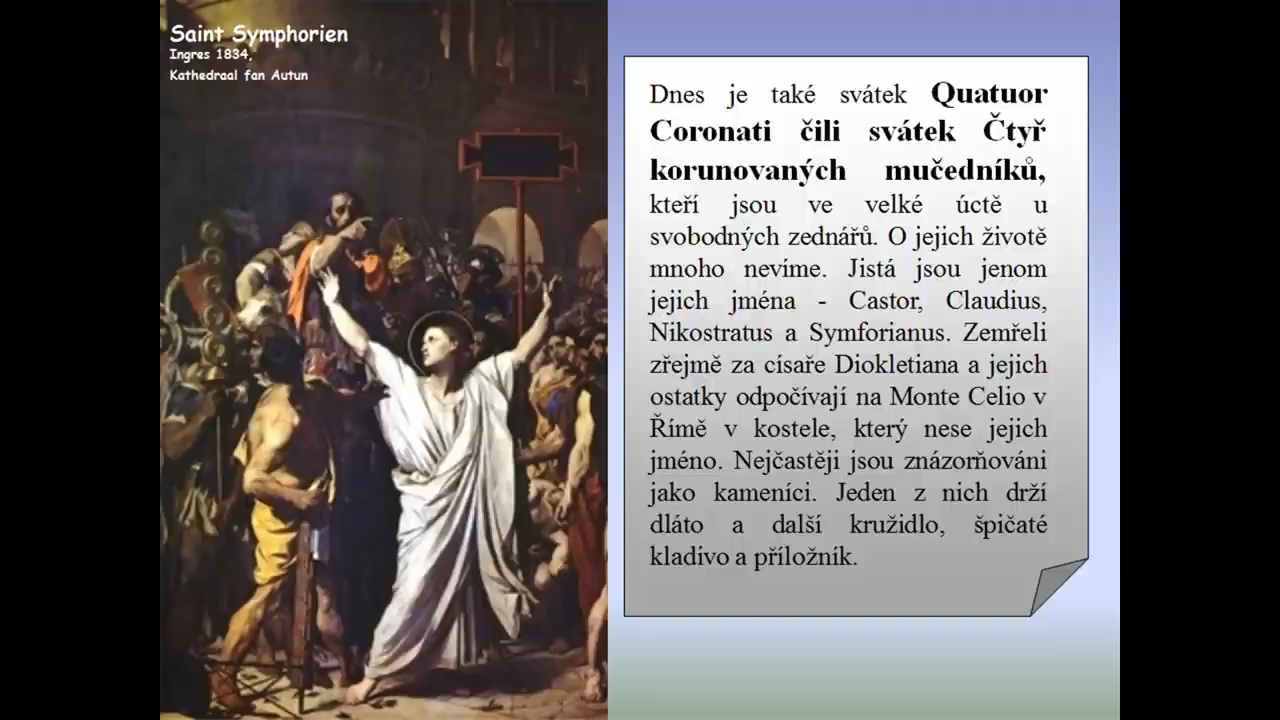 Saint Symphorien
Ingres 1834,
Kathedraal fan Autun
Dnes je také svátek Quatuor
Coronati čili svátek Čtyř
korunovaných mučedníků,
kteří jsou ve velké úctě u
svobodných zednářů. O jejich životě
mnoho nevíme. Jistá jsou jenom
jejich jména - Castor, Claudius,
Nikostratus a Symforianus. Zemřeli
zřejmě za císaře Diokletiana a jejich
ostatky odpočívají na Monte Celio v
Římě v kostele, který nese jejich
jméno. Nejčastěji jsou znázorňováni
jako kameníci. Jeden z nich drží
dláto a další kružidlo, špičaté
kladivo a příložník.